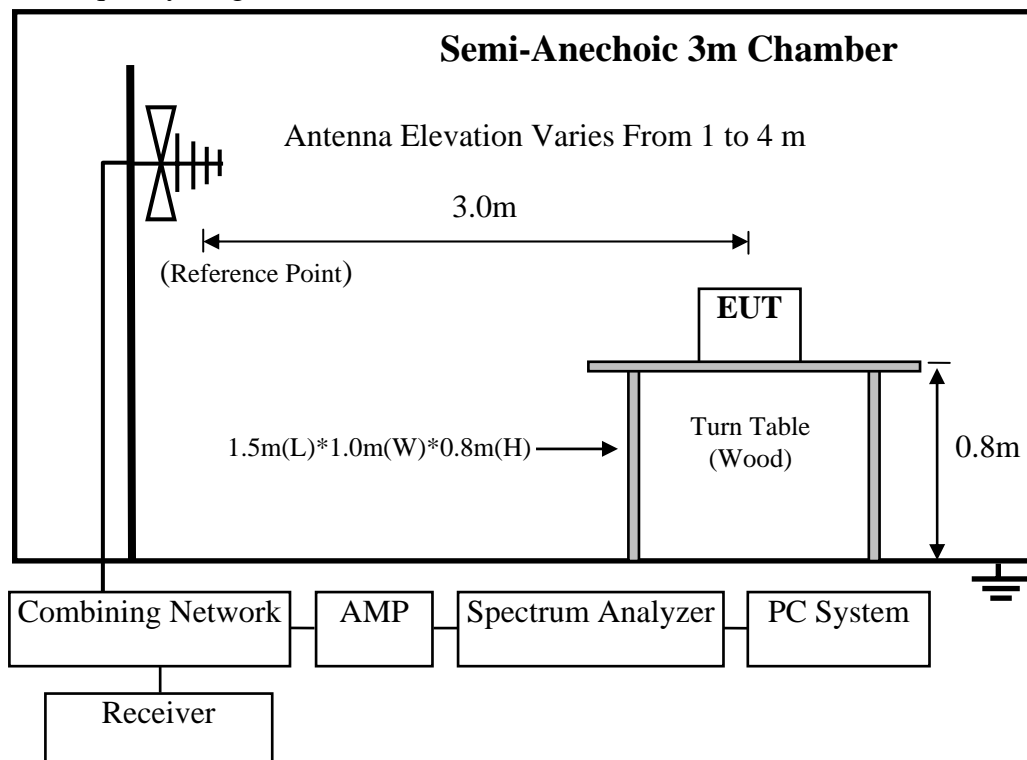 Semi-Anechoic 3m Chamber
Antenna Elevation Varies From 1 to 4 m
3.0m
(Reference Point)
EUT
1.5m(L)*1.0m(W)*0.8m(H)
Turn Table
(Wood)
0.8m
Combining Network
AMP
Spectrum Analyzer
PC System
Receiver